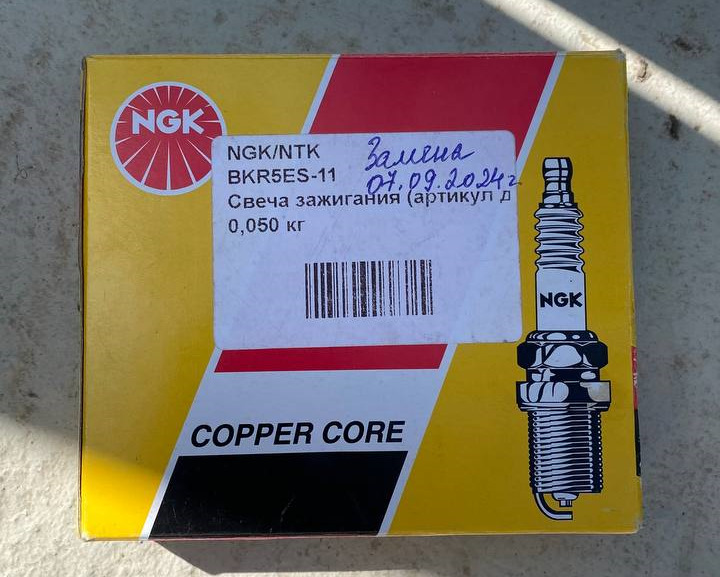 NGK
NGK/NTK
BKR5ES-11
Замена
07.09.2024г.
Свеча зажигания (артикул д
0,050 кг
NGK
COPPER CORE